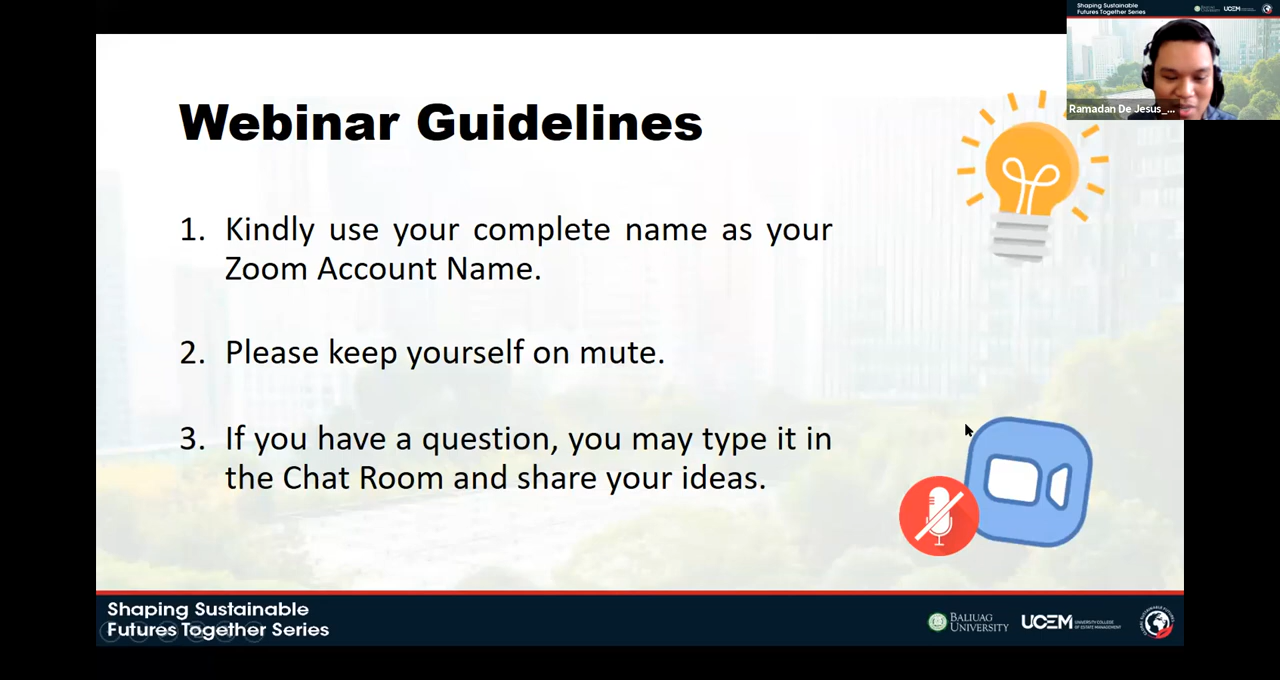 Shaping Sustainable
Futures Together Series
UCEM
Ramadan De Jesus_...
Webinar Guidelines
1. Kindly use your complete name as your
Zoom Account Name.
2. Please keep yourself on mute.
3. If you have a question, you may type it in
the Chat Room and share your ideas.
Shaping Sustainable
Futures Together Series
BALIUAG
UNIVERSITY
UCEM
UNIVERSITY COLLEGE
OF ESTATE MANAGEMENT